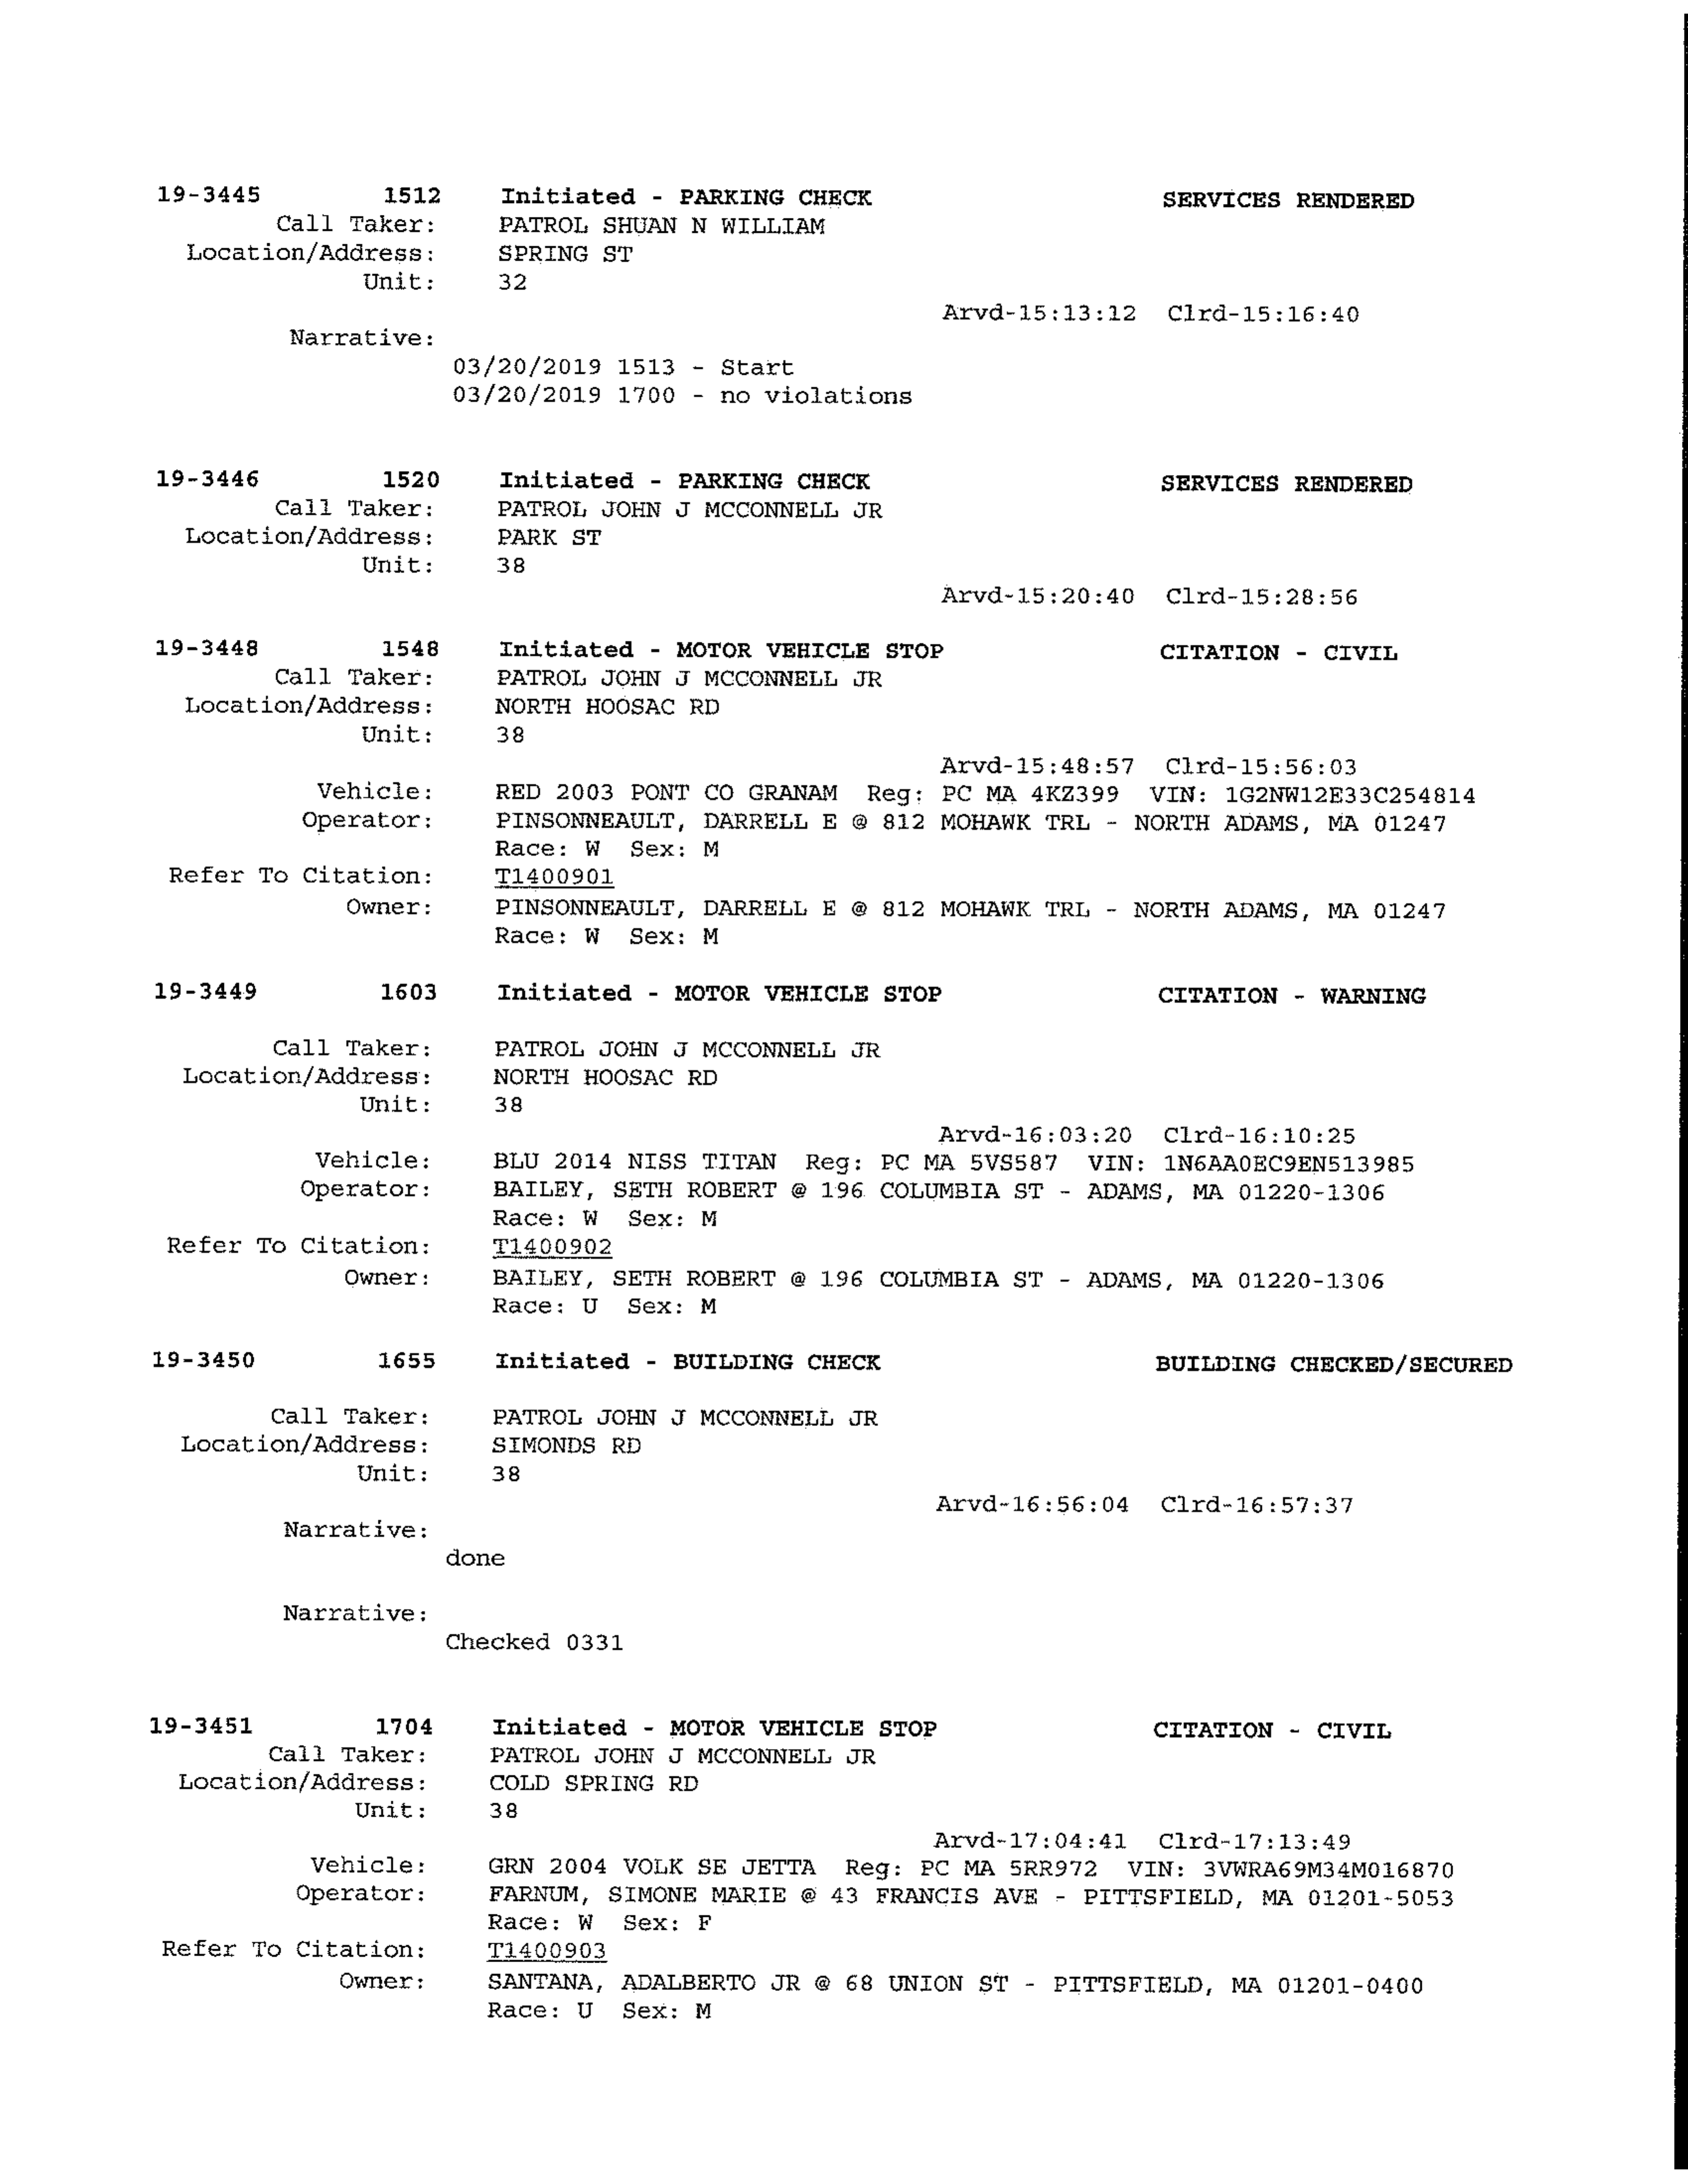 19-3445 1512 Initiated - PARKING CHECK SERVICES RENDERED
Call Taker: PATROL SHUAN N WILLIAM
Location/Address: SPRING ST
Unit: 32
Arvd-15:13:12 Clrd-15:16:40
Narrative:
03/20/2019 1513 - Start
03/20/2019 1700 - no violations
19-3446 1520 Initiated - PARKING CHECK SERVICES RENDERED
Call Taker: PATROL JOHN J MCCONNELL JR
Location/Address: PARK ST
Unit: 38
Arvd-15:20:40 Clrd-15:28:56
19-3448 1548 Initiated - MOTOR VEHICLE STOP CITATION - CIVIL
Call Taker: PATROL JOHN J MCCONNELL JR
Location/Address: NORTH HOOSAC RD
Unit: 38
Arvd-15:48:57 Clrd-15:56:03
Vehicle: RED 2003 PONT CO GRANAM Reg: PC MA 4KZ399 VIN: 1G2NW12E33C254814
Operator: PINSONNEAULT, DARRELL E @ 812 MOHAWK TRL - NORTH ADAMS, MA 01247
Race: W Sex: M
Refer To Citation: T1400901
Owner: PINSONNEAULT, DARRELL E @ 812 MOHAWK TRL - NORTH ADAMS, MA 01247
Race: W Sex: M
19-3449 1603 Initiated - MOTOR VEHICLE STOP CITATION - WARNING
Call Taker: PATROL JOHN J MCCONNELL JR
Location/Address: NORTH HOOSAC RD
Unit: 38
Arvd-16:03:20 Clrd-16:10:25
Vehicle: BLU 2014 NISS TITAN Reg: PC MA 5VS587 VIN: 1N6AA0EC9EN513985
Operator: BAILEY, SETH ROBERT @ 196 COLUMBIA ST - ADAMS, MA 01220-1306
Race: W Sex: M
Refer To Citation: T1400902
Owner: BAILEY, SETH ROBERT @ 196 COLUMBIA ST - ADAMS, MA 01220-1306
Race: U Sex: M
19-3450 1655 Initiated - BUILDING CHECK BUILDING CHECKED/SECURED
Call Taker: PATROL JOHN J MCCONNELL JR
Location/Address: SIMONDS RD
Unit: 38
Arvd-16:56:04 Clrd-16:57:37
Narrative:
done
Narrative:
Checked 0331
19-3451 1704 Initiated - MOTOR VEHICLE STOP CITATION - CIVIL
Call Taker: PATROL JOHN J MCCONNELL JR
Location/Address: COLD SPRING RD
Unit: 38
Arvd-17:04:41 Clrd-17:13:49
Vehicle: GRN 2004 VOLK SE JETTA Reg: PC MA 5RR972 VIN: 3VWRA69M34M016870
Operator: FARNUM, SIMONE MARIE @ 43 FRANCIS AVE - PITTSFIELD, MA 01201-5053
Race: W Sex: F
Refer To Citation: T1400903
Owner: SANTANA, ADALBERTO JR @ 68 UNION ST - PITTSFIELD, MA 01201-0400
Race: U Sex: M